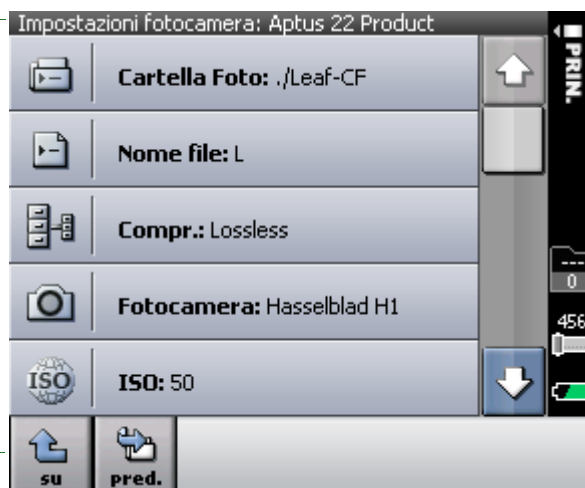 Impostazioni fotocamera: Aptus 22 Product
Cartella Foto: ./Leaf-CF
Nome file: L
Compr.: Lossless
Fotocamera: Hasselblad H1
ISO
ISO: 50
su
pred.
PRIN.
---
0
456